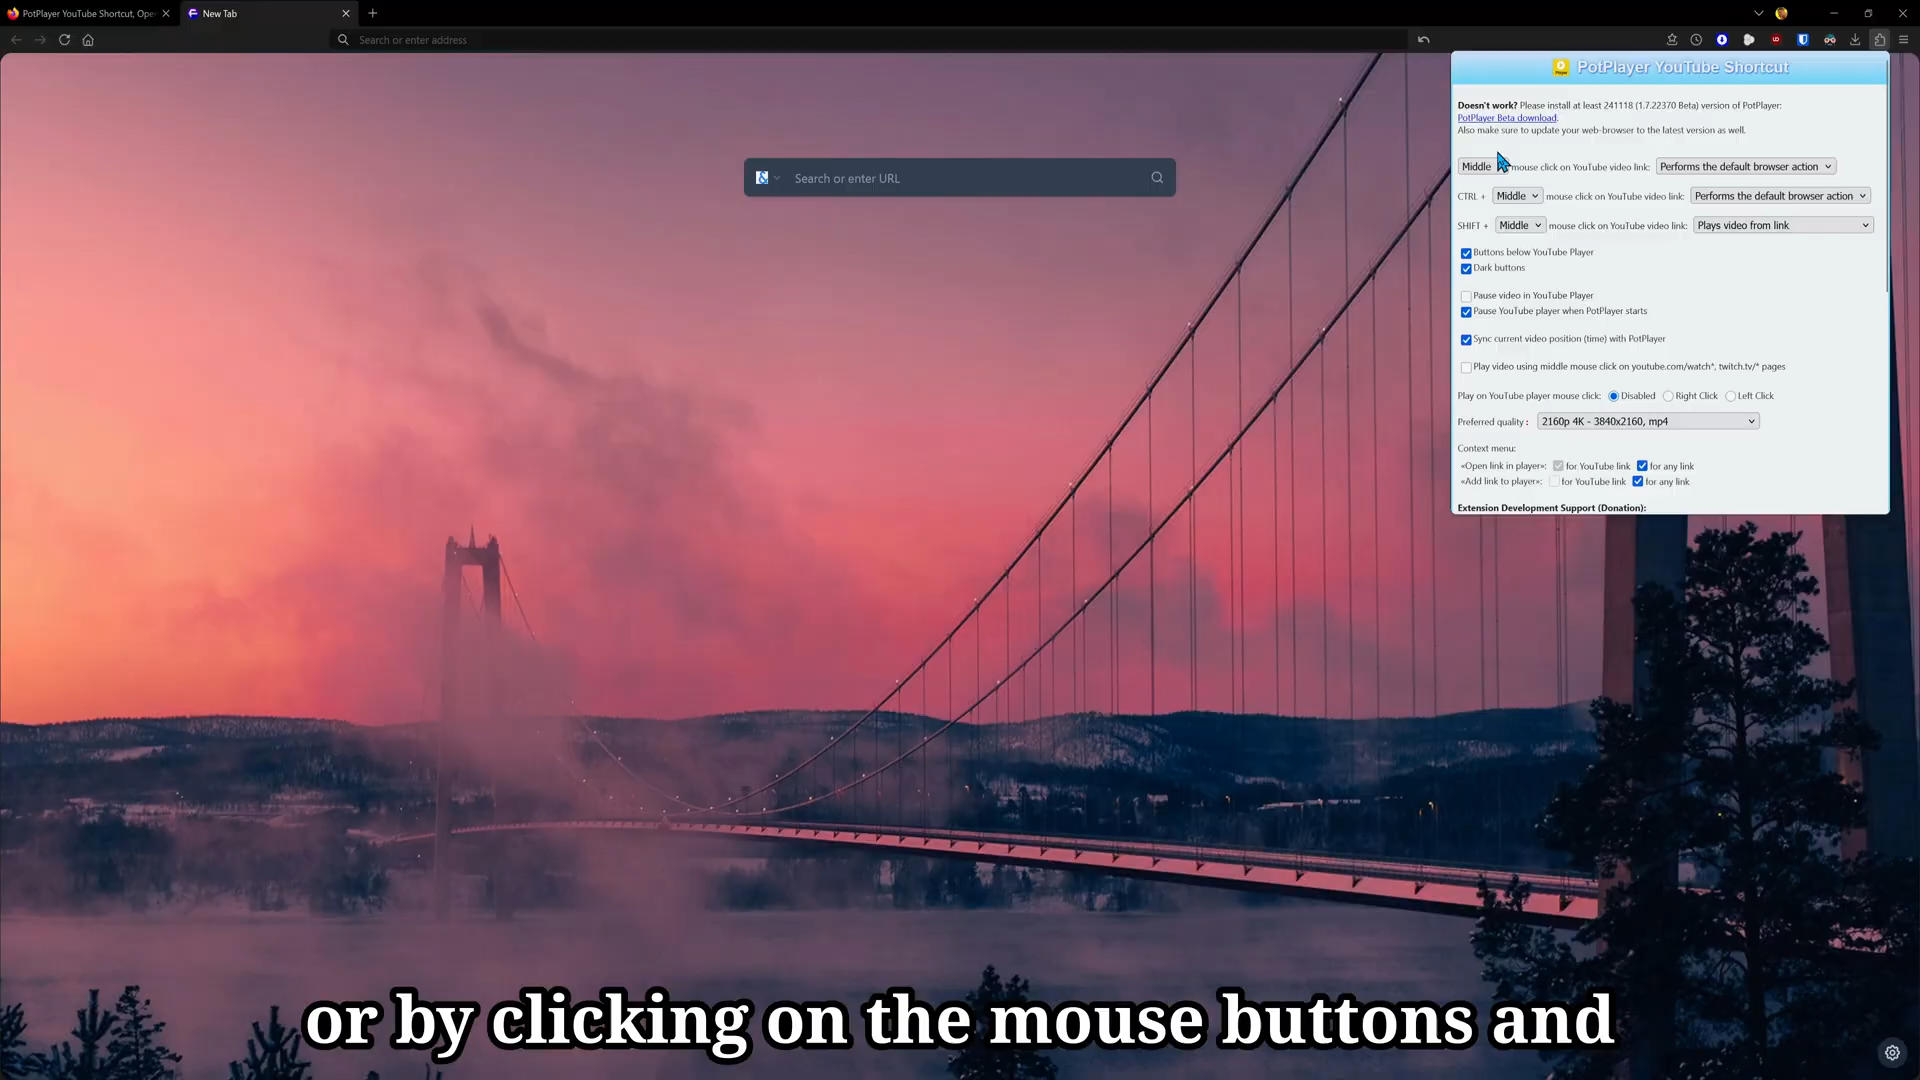 PotPlayer YouTube Shortcut, Ope
New Tab
Search or enter address
PotPlayer YouTube Shortcut
Doesn't work? Please install at least 241118 (1.7.22370 Beta) version of PotPlayer:
PotPlayer Beta download.
Also make sure to update your web-browser to the latest version as well.
Search or enter URL
Middle mouse click on YouTube video link: Performs the default browser action
CTRL + Middle mouse click on YouTube video link: Performs the default browser action
SHIFT + Middle mouse click on YouTube video link: Plays video from link
Buttons below YouTube Player
Dark buttons
Pause video in YouTube Player
Pause YouTube player when PotPlayer starts
Sync current video position (time) with PotPlayer
Play video using middle mouse click on youtube.com/watch*, twitch.tv/* pages
Play on YouTube player mouse click: Disabled Right Click Left Click
Preferred quality : 2160p 4K - 3840x2160, mp4
Context menu:
«Open link in player»: for YouTube link for any link
«Add link to player»: for YouTube link for any link
Extension Development Support (Donation):
or by clicking on the mouse buttons and